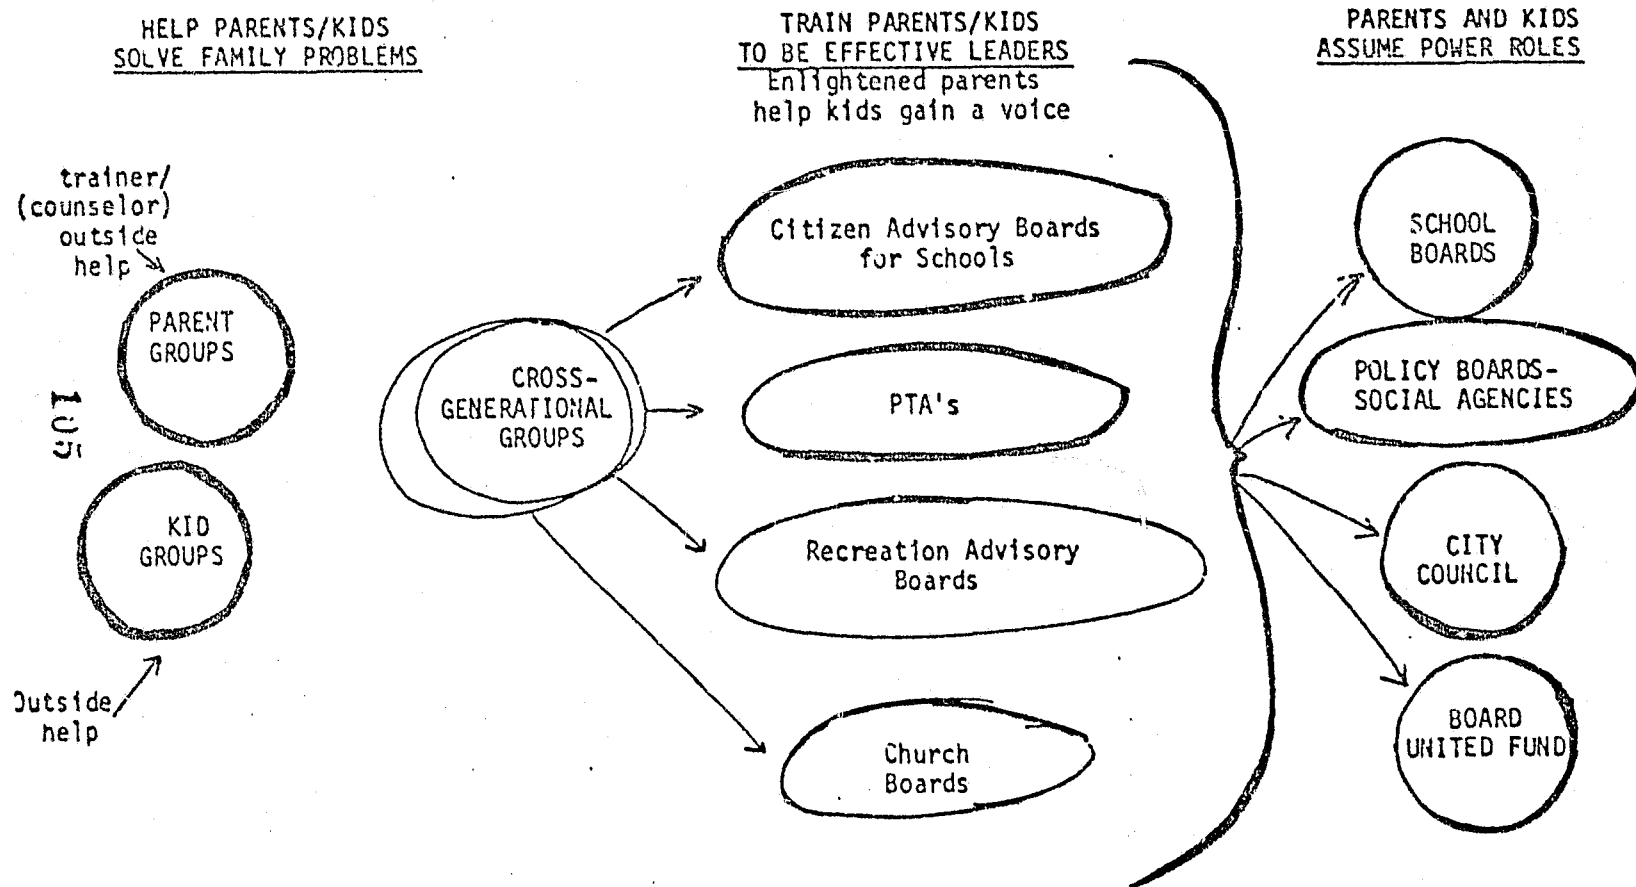 HELP PARENTS/KIDS
SOLVE FAMILY PROBLEMS
TRAIN PARENTS/KIDS
TO BE EFFECTIVE LEADERS
Enlightened parents
help kids gain a voice
PARENTS AND KIDS
ASSUME POWER ROLES
trainer/
(counselor)
outside
help
PARENT
GROUPS
105
KID
GROUPS
Outside
help
CROSS-
GENERATIONAL
GROUPS
Citizen Advisory Boards
for Schools
PTA's
Recreation Advisory
Boards
Church
Boards
SCHOOL
BOARDS
POLICY BOARDS-
SOCIAL AGENCIES
CITY
COUNCIL
BOARD
UNITED FUND